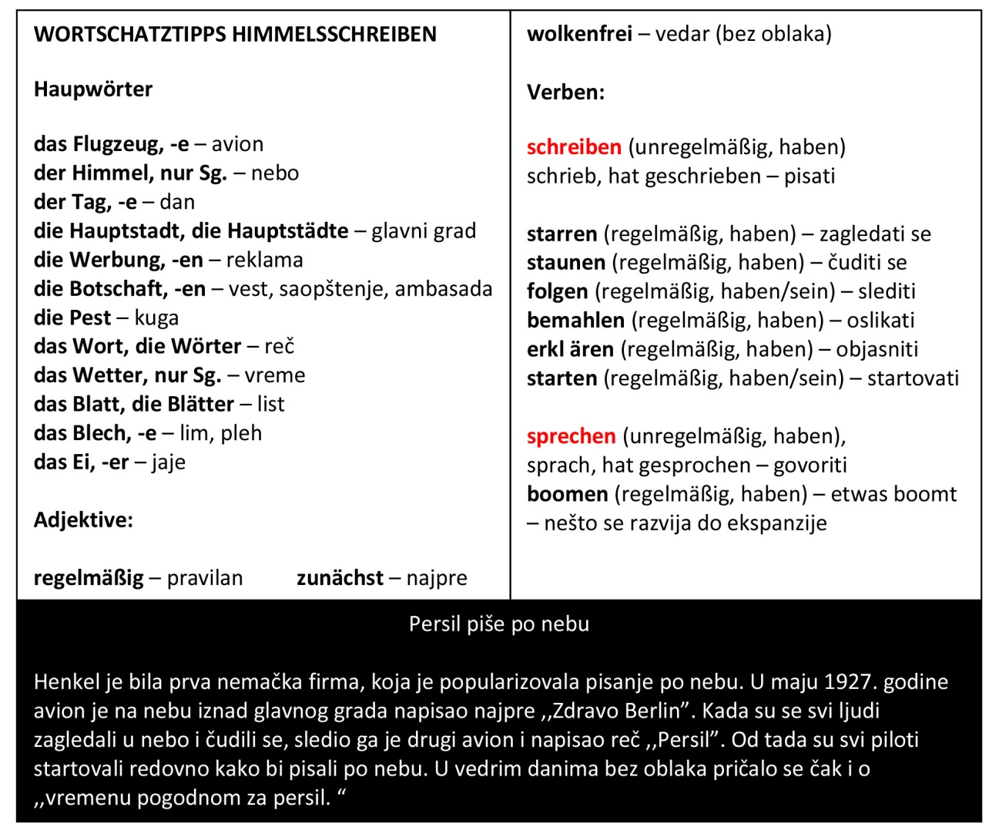 WORTSCHATZTIPPS HIMMELSSCHREIBEN
Haupwörter
das Flugzeug, -e – avion
der Himmel, nur Sg. – nebo
der Tag, -e – dan
die Hauptstadt, die Hauptstädte – glavni grad
die Werbung, -en – reklama
die Botschaft, -en – vest, saopštenje, ambasada
die Pest – kuga
das Wort, die Wörter – reč
das Wetter, nur Sg. – vreme
das Blatt, die Blätter – list
das Blech, -e – lim, pleh
das Ei, -er – jaje
Adjektive:
regelmäßig – pravilan zunächst – najpre
wolkenfrei – vedar (bez oblaka)
Verben:
schreiben (unregelmäßig, haben)
schrieb, hat geschrieben – pisati
starren (regelmäßig, haben) – zagledati se
staunen (regelmäßig, haben) – čuditi se
folgen (regelmäßig, haben/sein) – slediti
bemahlen (regelmäßig, haben) – oslikati
erkl ären (regelmäßig, haben) – objasniti
starten (regelmäßig, haben/sein) – startovati
sprechen (unregelmäßig, haben),
sprach, hat gesprochen – govoriti
boomen (regelmäßig, haben) – etwas boomt
– nešto se razvija do ekspanzije
Persil piše po nebu
Henkel je bila prva nemačka firma, koja je popularizovala pisanje po nebu. U maju 1927. godine
avion je na nebu iznad glavnog grada napisao najpre ,,Zdravo Berlin”. Kada su se svi ljudi
zagledali u nebo i čudili se, sledio ga je drugi avion i napisao reč ,,Persil”. Od tada su svi piloti
startovali redovno kako bi pisali po nebu. U vedrim danima bez oblaka pričalo se čak i o
,,vremenu pogodnom za persil. “